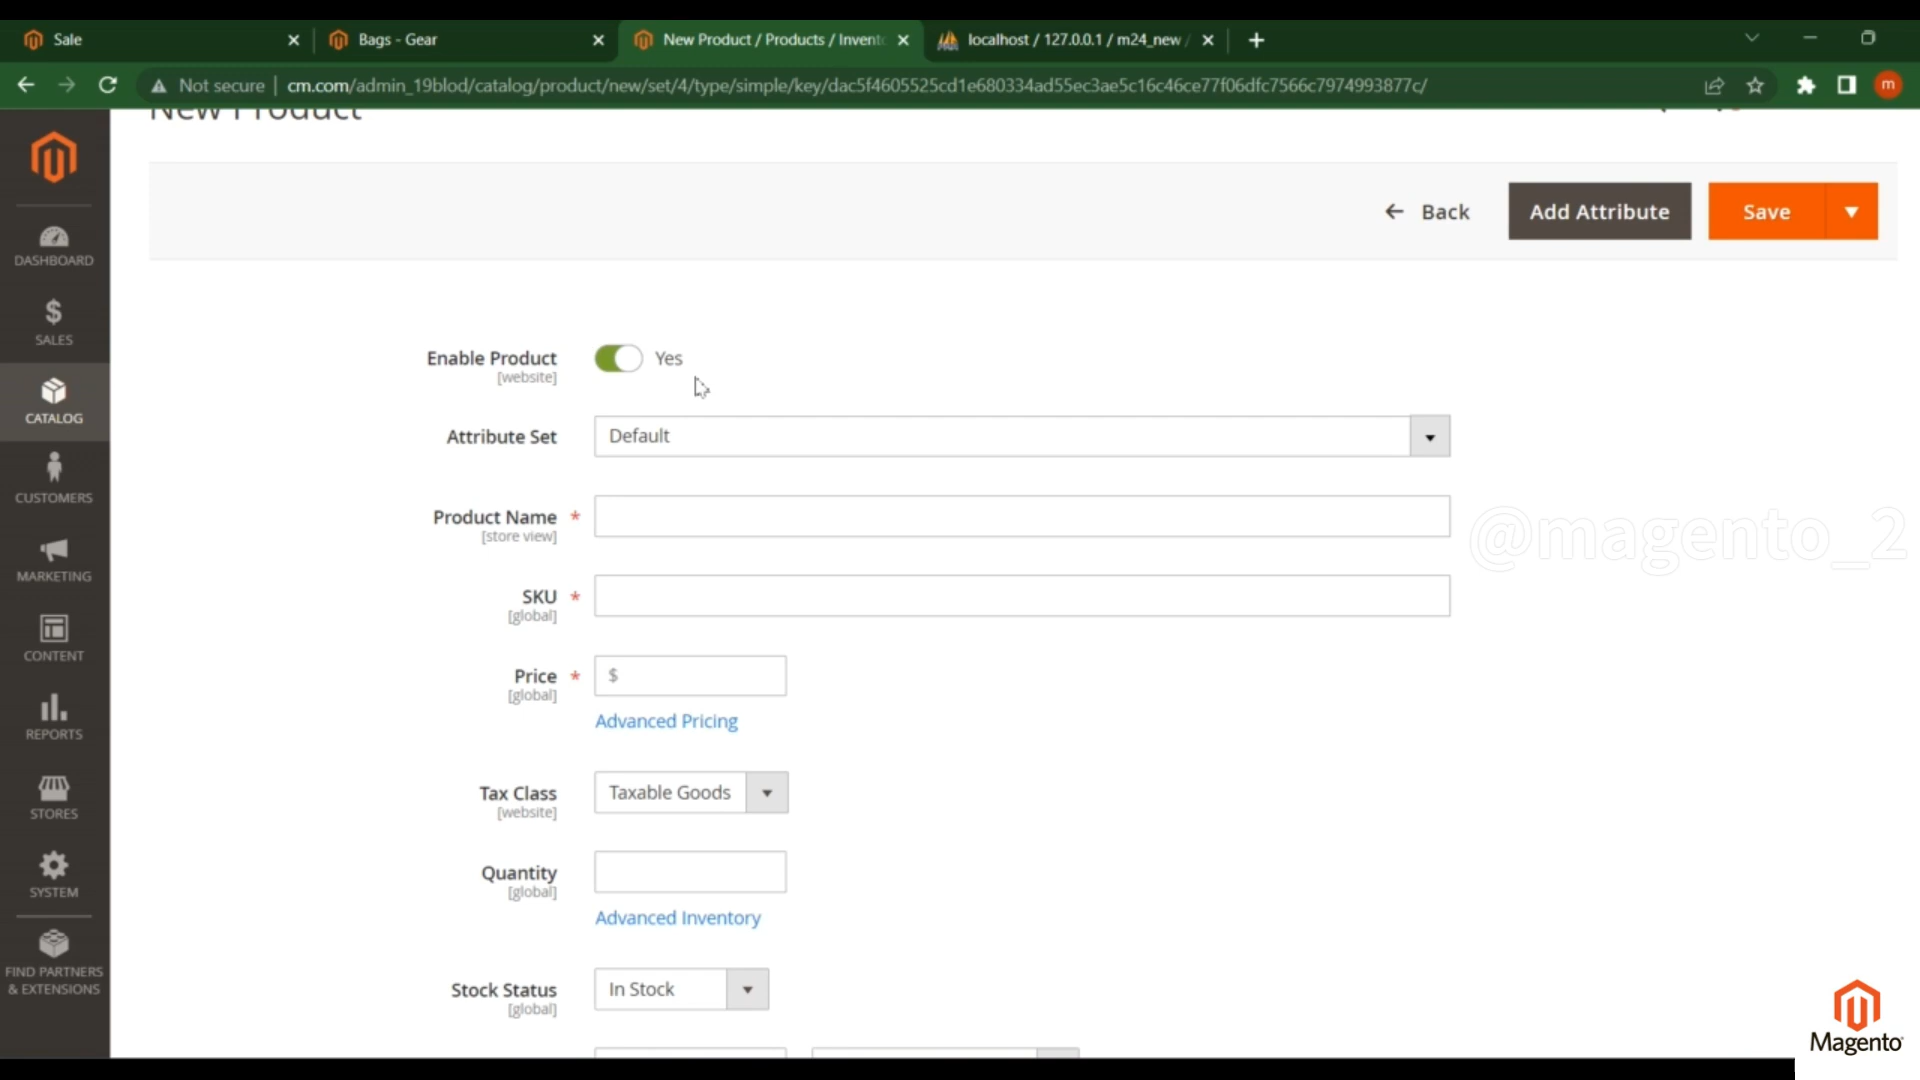 Sale
Bags - Gear
New Product / Products / Invent
localhost / 127.0.0.1 / m24_new /
Not secure
cm.com/admin_19blod/catalog/product/new/set/4/type/simple/key/dac5f4605525cd1e680334ad55ec3ae5c16c46ce77f06dfc7566c7974993877c/
m
New Product
Back
Add Attribute
Save
DASHBOARD
SALES
CATALOG
CUSTOMERS
MARKETING
CONTENT
REPORTS
STORES
SYSTEM
FIND PARTNERS
& EXTENSIONS
Enable Product
[website]
Yes
Attribute Set
Default
Product Name *
[store view]
SKU *
[global]
Price *
[global]
$
Advanced Pricing
Tax Class
[website]
Taxable Goods
Quantity
[global]
Advanced Inventory
Stock Status
[global]
In Stock
@magento_2
Magento